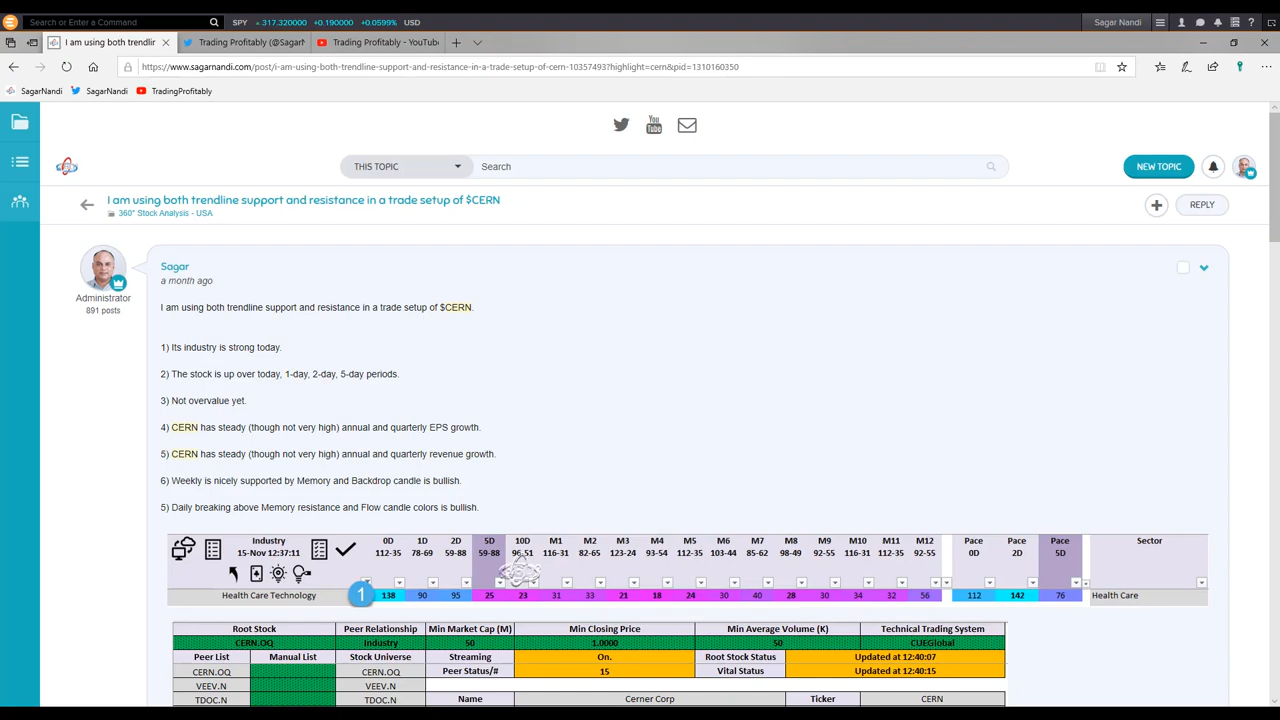 Search or Enter a Command
SPY 317.320000 +0.190000 +0.0599% USD
Sagar Nandi
I am using both trendlir
Trading Profitably (@SagarN
Trading Profitably - YouTube
https://www.sagarnandi.com/post/i-am-using-both-trendline-support-and-resistance-in-a-trade-setup-of-cern-10357493?highlight=cern&pid=1310160350
SagarNandi SagarNandi TradingProfitably
You Tube
THIS TOPIC Search
NEW TOPIC
I am using both trendline support and resistance in a trade setup of $CERN
360° Stock Analysis - USA
REPLY
Sagar
a month ago
Administrator
891 posts
I am using both trendline support and resistance in a trade setup of $CERN.
1) Its industry is strong today.
2) The stock is up over today, 1-day, 2-day, 5-day periods.
3) Not overvalue yet.
4) CERN has steady (though not very high) annual and quarterly EPS growth.
5) CERN has steady (though not very high) annual and quarterly revenue growth.
6) Weekly is nicely supported by Memory and Backdrop candle is bullish.
5) Daily breaking above Memory resistance and Flow candle colors is bullish.
Industry 0D 1D 2D 5D 10D M1 M2 M3 M4 M5 M6 M7 M8 M9 M10 M11 M12 Pace Pace Pace Sector
15-Nov 12:37:11 112-35 78-69 59-88 59-88 96-51 116-31 82-65 123-24 93-54 112-35 103-44 85-62 98-49 92-55 116-31 112-35 92-55 0D 2D 5D
Health Care Technology 1 138 90 95 25 23 31 33 21 18 24 30 40 28 30 34 32 56 112 142 76 Health Care
Root Stock Peer Relationship Min Market Cap (M) Min Closing Price Min Average Volume (K) Technical Trading System
CERN.OQ Industry 50 1.0000 50 CUEGlobal
Peer List Manual List Stock Universe Streaming On. Root Stock Status Updated at 12:40:07
CERN.OQ CERN.OQ Peer Status/# 15 Vital Status Updated at 12:40:15
VEEV.N VEEV.N
TDOC.N TDOC.N Name Cerner Corp Ticker CERN